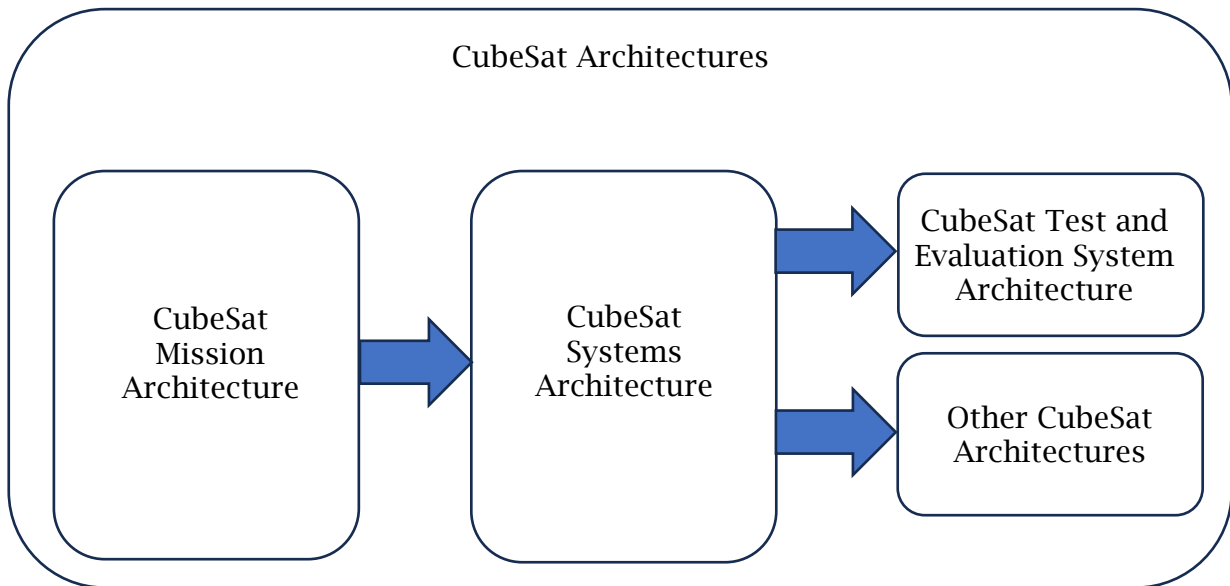 CubeSat Architectures
CubeSat
Mission
Architecture
CubeSat
Systems
Architecture
CubeSat Test and
Evaluation System
Architecture
Other CubeSat
Architectures